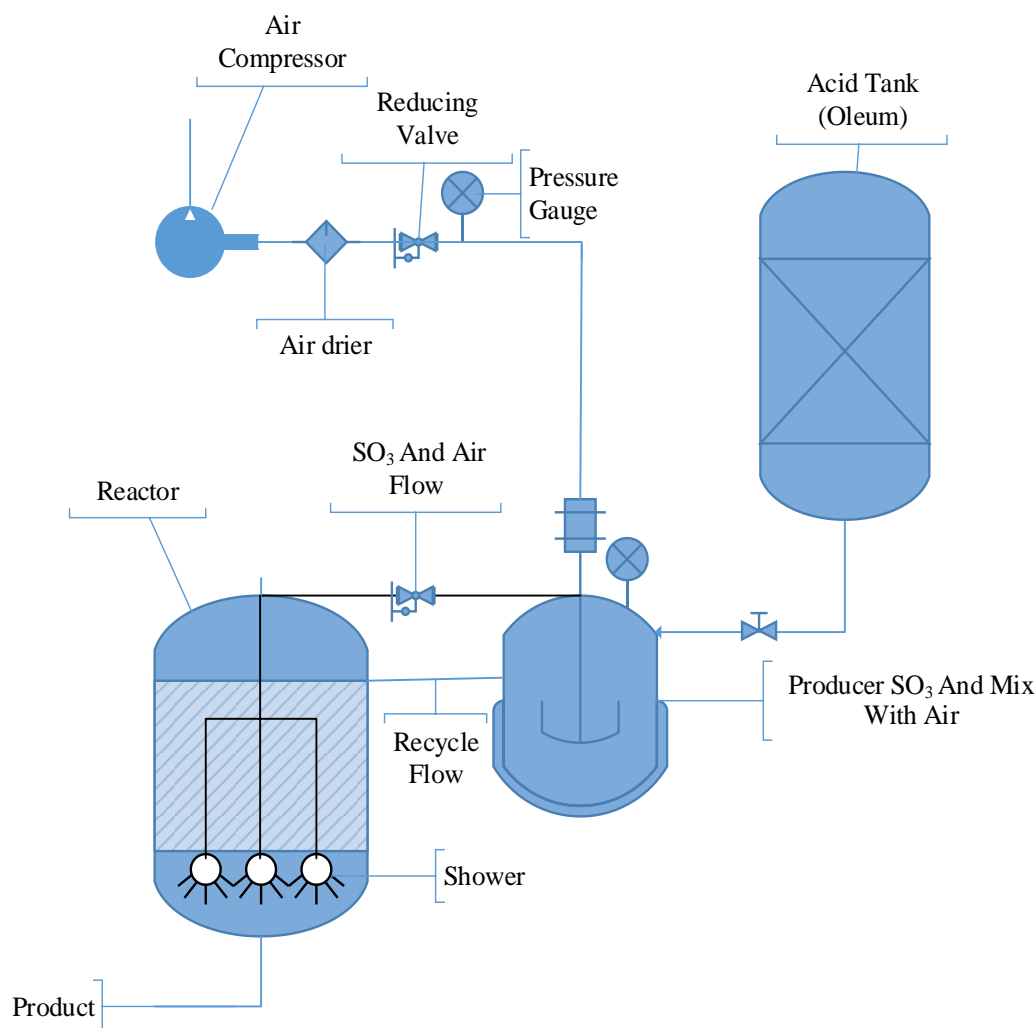 Air
Compressor
Reducing
Valve
Pressure
Gauge
Acid Tank
(Oleum)
Air drier
SO₃ And Air
Flow
Reactor
Producer SO₃ And Mix
With Air
Recycle
Flow
Shower
Product